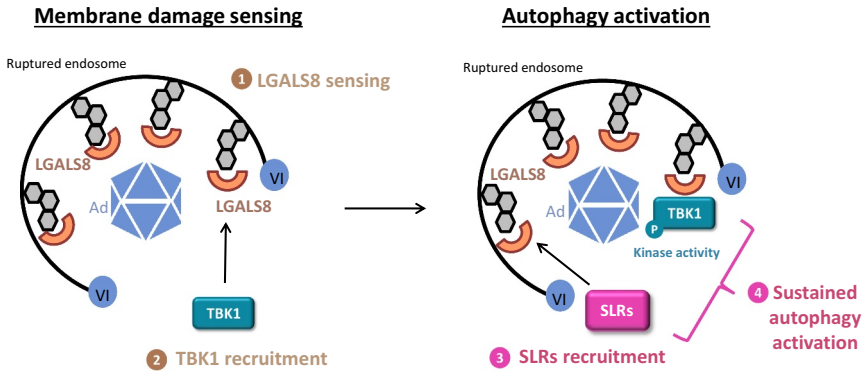 Membrane damage sensing
Ruptured endosome
1 LGALS8 sensing
LGALS8
VI
Ad
LGALS8
VI
TBK1
2 TBK1 recruitment
Autophagy activation
Ruptured endosome
LGALS8
VI
Ad
TBK1
P
Kinase activity
VI
SLRs
3 SLRs recruitment
4 Sustained
autophagy
activation